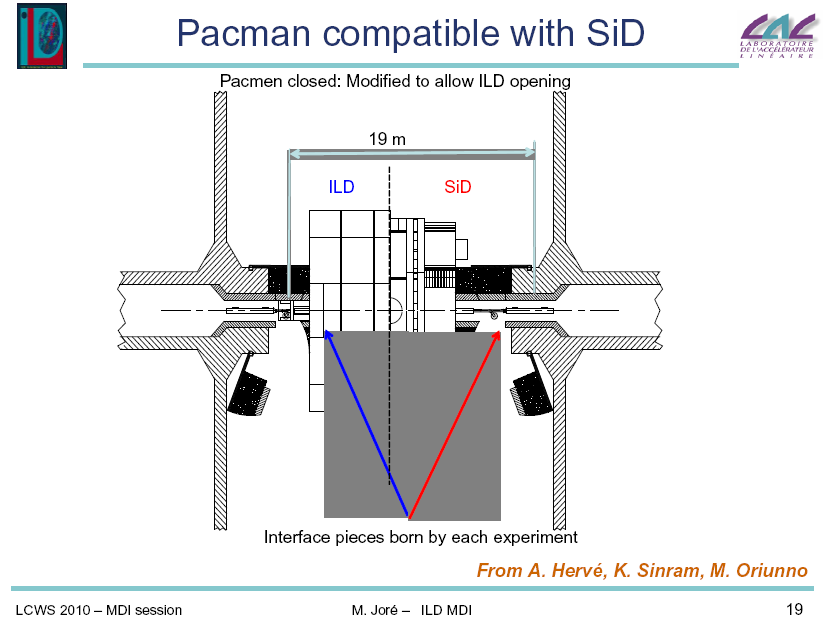 Pacman compatible with SiD
LABORATOIRE
DE L'ACCÉLÉRATEUR
LINÉAIRE
Pacmen closed: Modified to allow ILD opening
19 m
ILD
SiD
Interface pieces born by each experiment
From A. Hervé, K. Sinram, M. Oriunno
LCWS 2010 – MDI session
M. Joré – ILD MDI
19